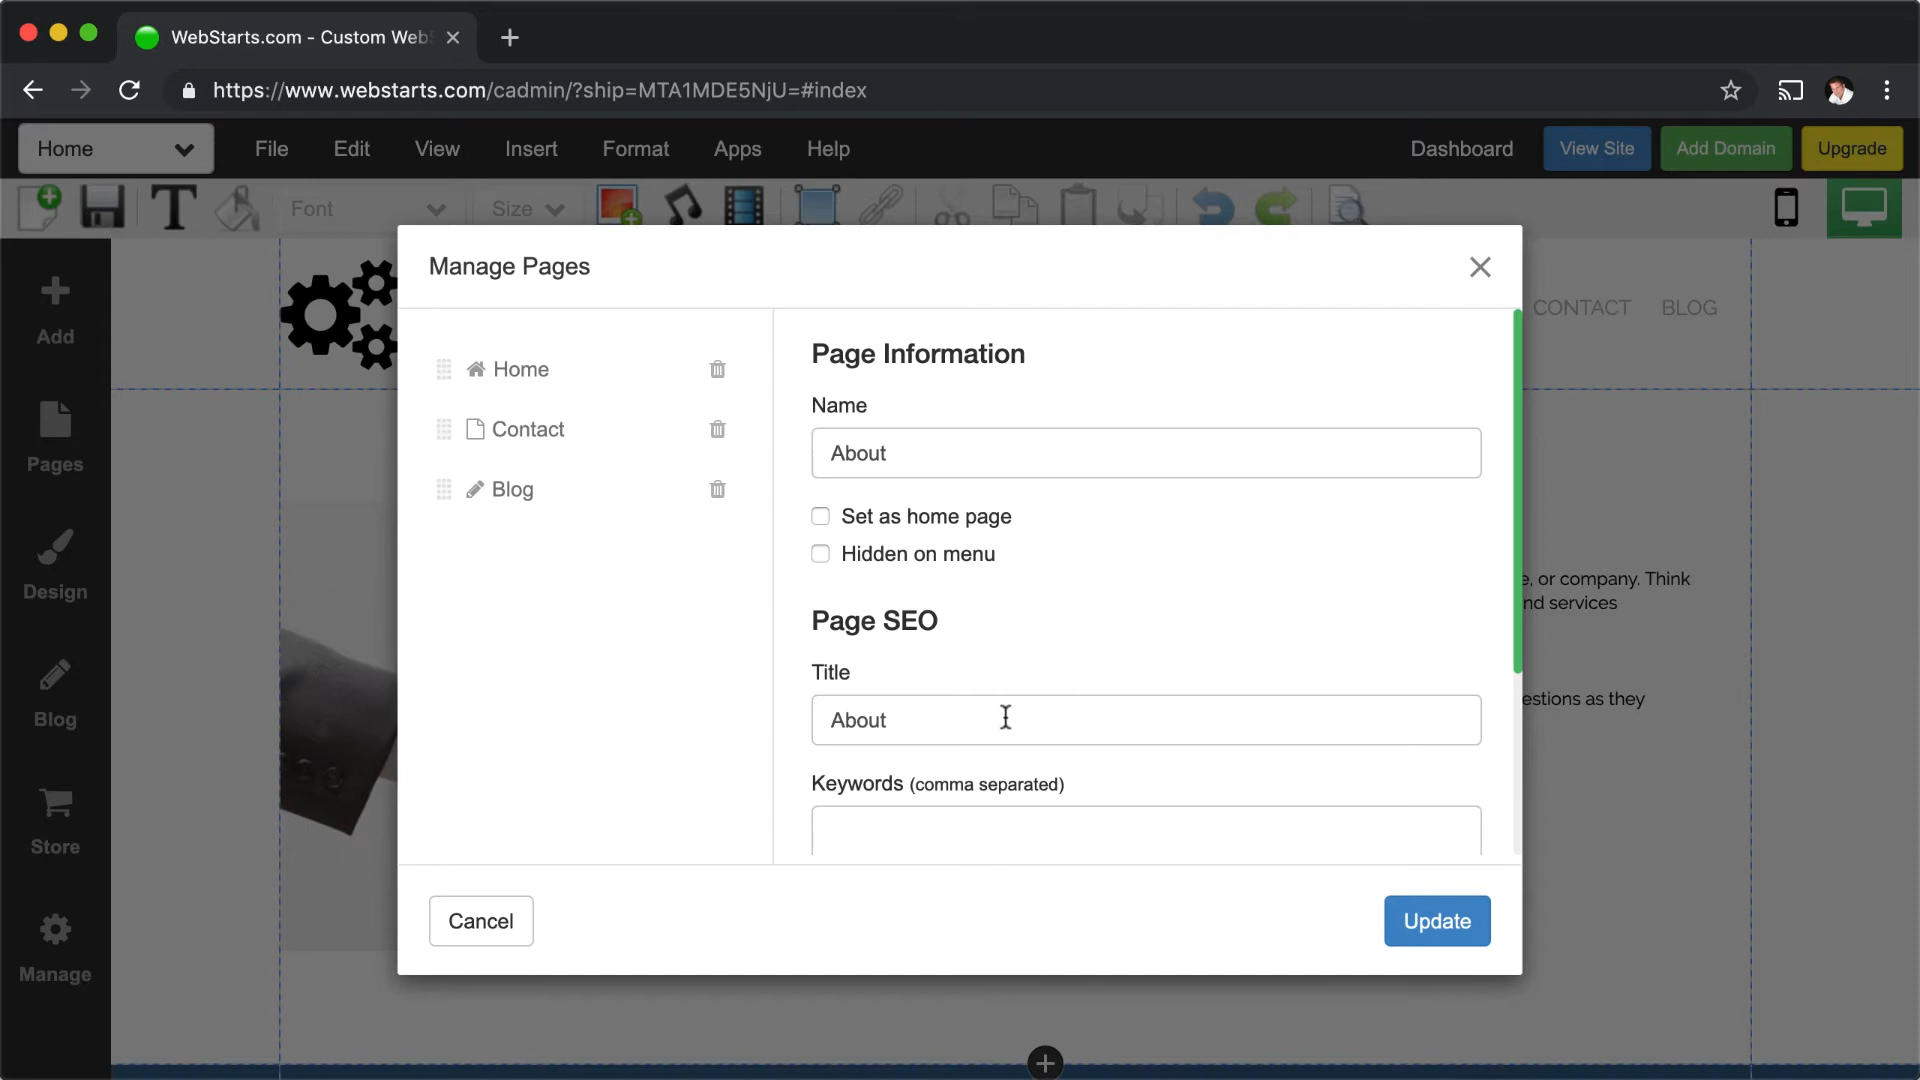 WebStarts.com - Custom Web
https://www.webstarts.com/cadmin/?ship=MTA1MDE5NjU=#index
Home File Edit View Insert Format Apps Help Dashboard View Site Add Domain Upgrade
Font Size
Manage Pages
CONTACT BLOG
Add
Pages
Design
Blog
Store
Manage
Home
Contact
Blog
Page Information
Name
About
Set as home page
Hidden on menu
Page SEO
Title
About
Keywords (comma separated)
e, or company. Think
nd services
estions as they
Cancel
Update